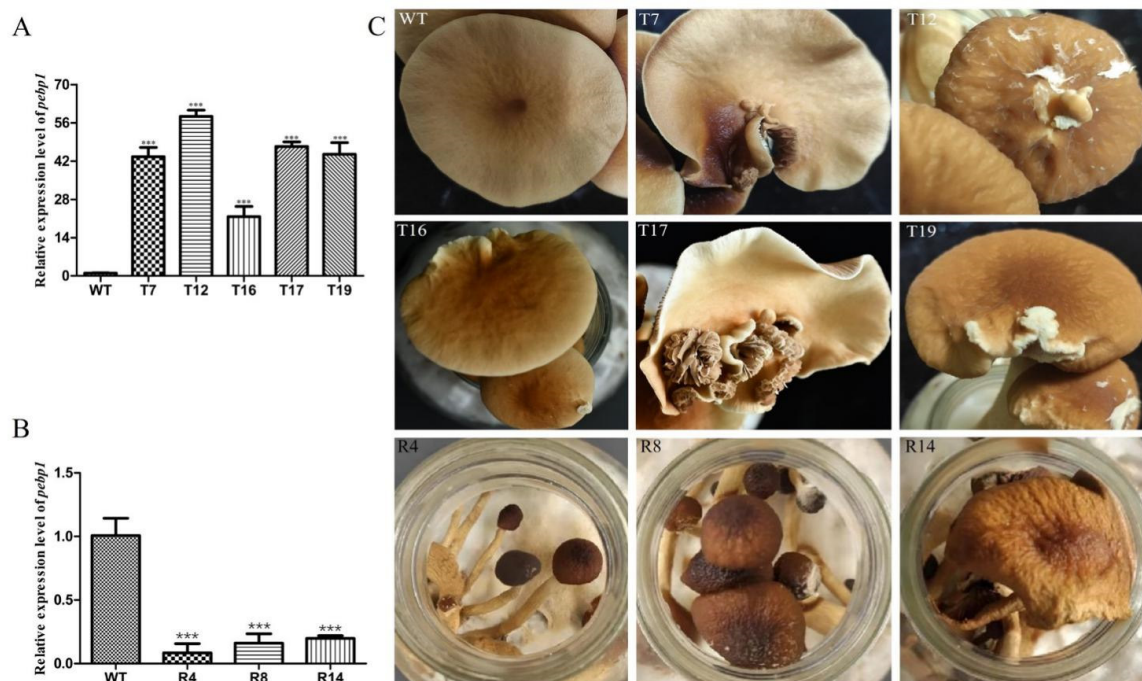 A
Relative expression level of pebp1
70
56
42
28
14
0
***
***
***
***
***
WT T7 T12 T16 T17 T19
B
Relative expression level of pebp1
1.5
1.0
0.5
0.0
***
***
***
WT R4 R8 R14
C
WT
T7
T12
T16
T17
T19
R4
R8
R14